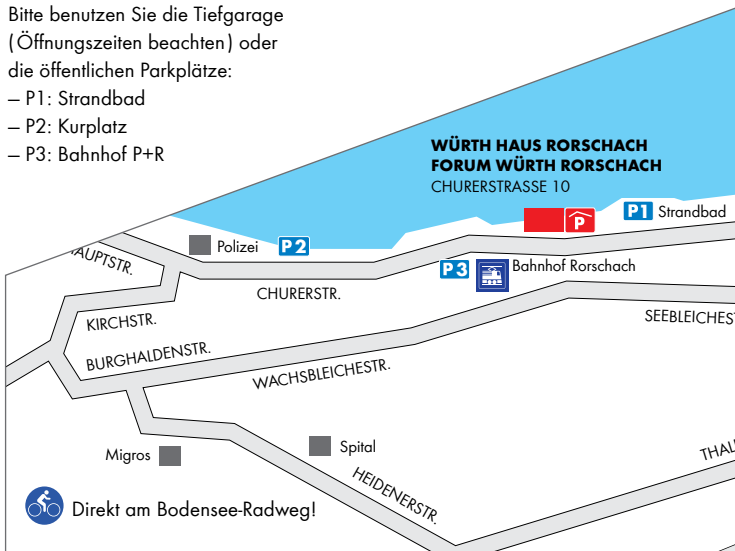 Bitte benutzen Sie die Tiefgarage
(Öffnungszeiten beachten) oder
die öffentlichen Parkplätze:
– P1: Strandbad
– P2: Kurplatz
– P3: Bahnhof P+R
WÜRTH HAUS RORSCHACH
FORUM WÜRTH RORSCHACH
CHURERSTRASSE 10
P
P1 Strandbad
Polizei
P2
HAUPTSTR.
P3
Bahnhof Rorschach
CHURERSTR.
KIRCHSTR.
SEEBLEICHEST
BURGHALDENSTR.
WACHSBLEICHESTR.
Migros
Spital
THAL
HEIDENERSTR.
Direkt am Bodensee-Radweg!